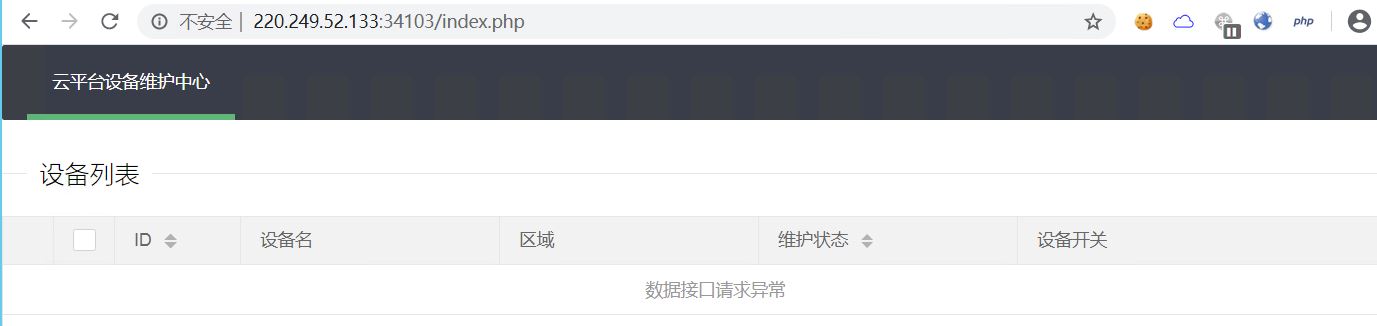 不安全 | 220.249.52.133:34103/index.php
php
云平台设备维护中心
设备列表
ID 设备名 区域 维护状态 设备开关
数据接口请求异常